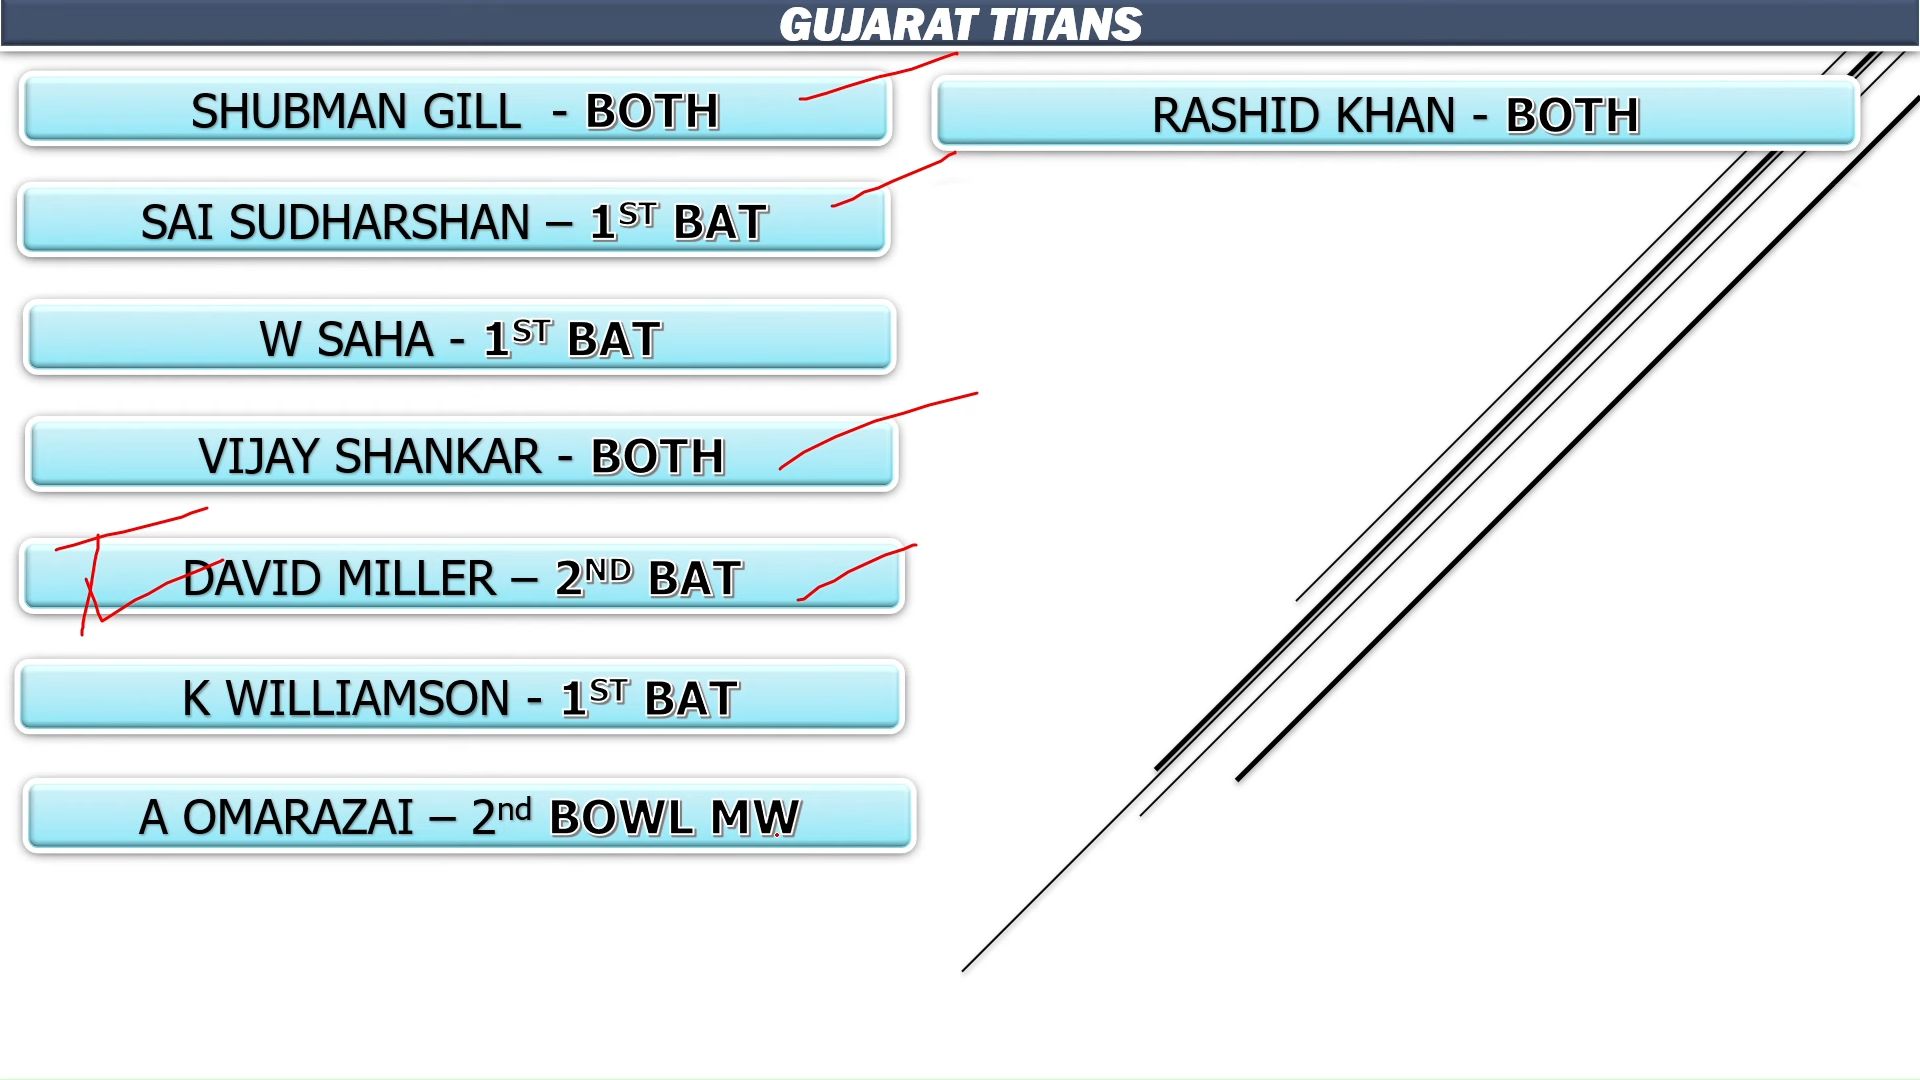 GUJARAT TITANS
SHUBMAN GILL - BOTH
SAI SUDHARSHAN – 1ST BAT
W SAHA - 1ST BAT
VIJAY SHANKAR - BOTH
DAVID MILLER – 2ND BAT
K WILLIAMSON - 1ST BAT
A OMARAZAI – 2nd BOWL MW
RASHID KHAN - BOTH